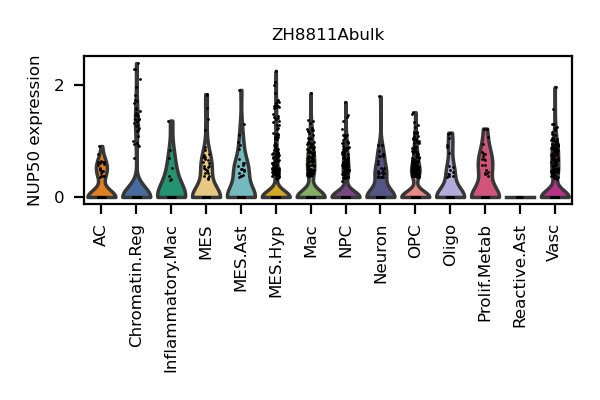 ZH8811Abulk
NUP50 expression
2
0
AC
Chromatin.Reg
Inflammatory.Mac
MES
MES.Ast
MES.Hyp
Mac
NPC
Neuron
OPC
Oligo
Prolif.Metab
Reactive.Ast
Vasc